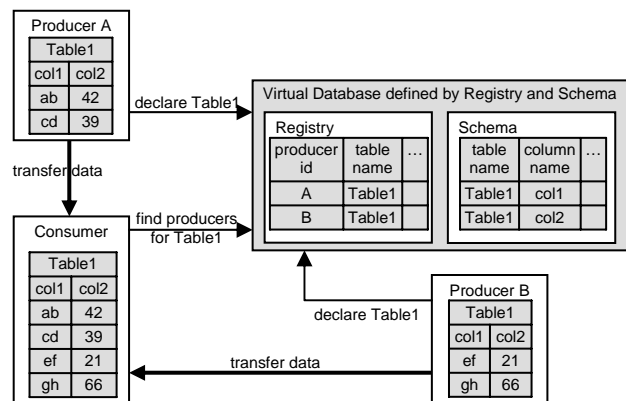 Producer A
Table1
col1 col2
ab 42
cd 39
declare Table1
transfer data
Virtual Database defined by Registry and Schema
Registry
producer id table name …
A Table1
B Table1
Schema
table name column name …
Table1 col1
Table1 col2
Consumer
Table1
col1 col2
ab 42
cd 39
ef 21
gh 66
find producers
for Table1
declare Table1
Producer B
Table1
col1 col2
ef 21
gh 66
transfer data